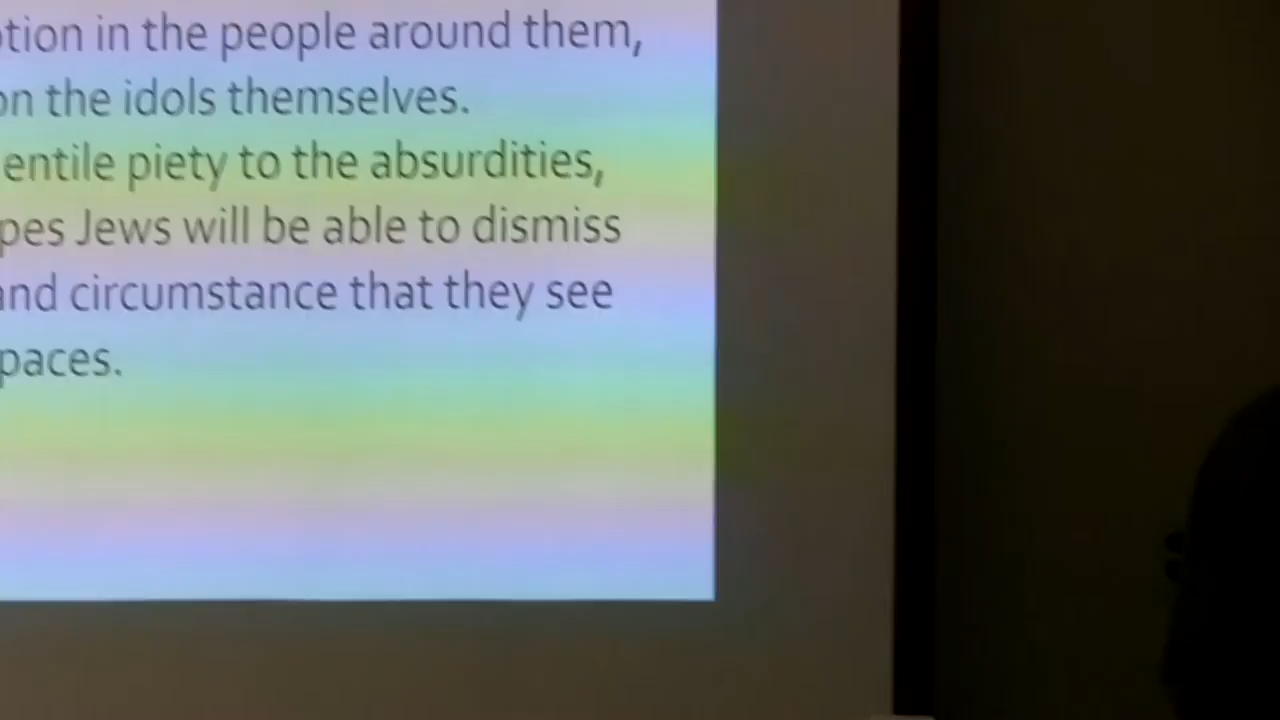 tion in the people around them,
on the idols themselves.
entile piety to the absurdities,
pes Jews will be able to dismiss
and circumstance that they see
paces.